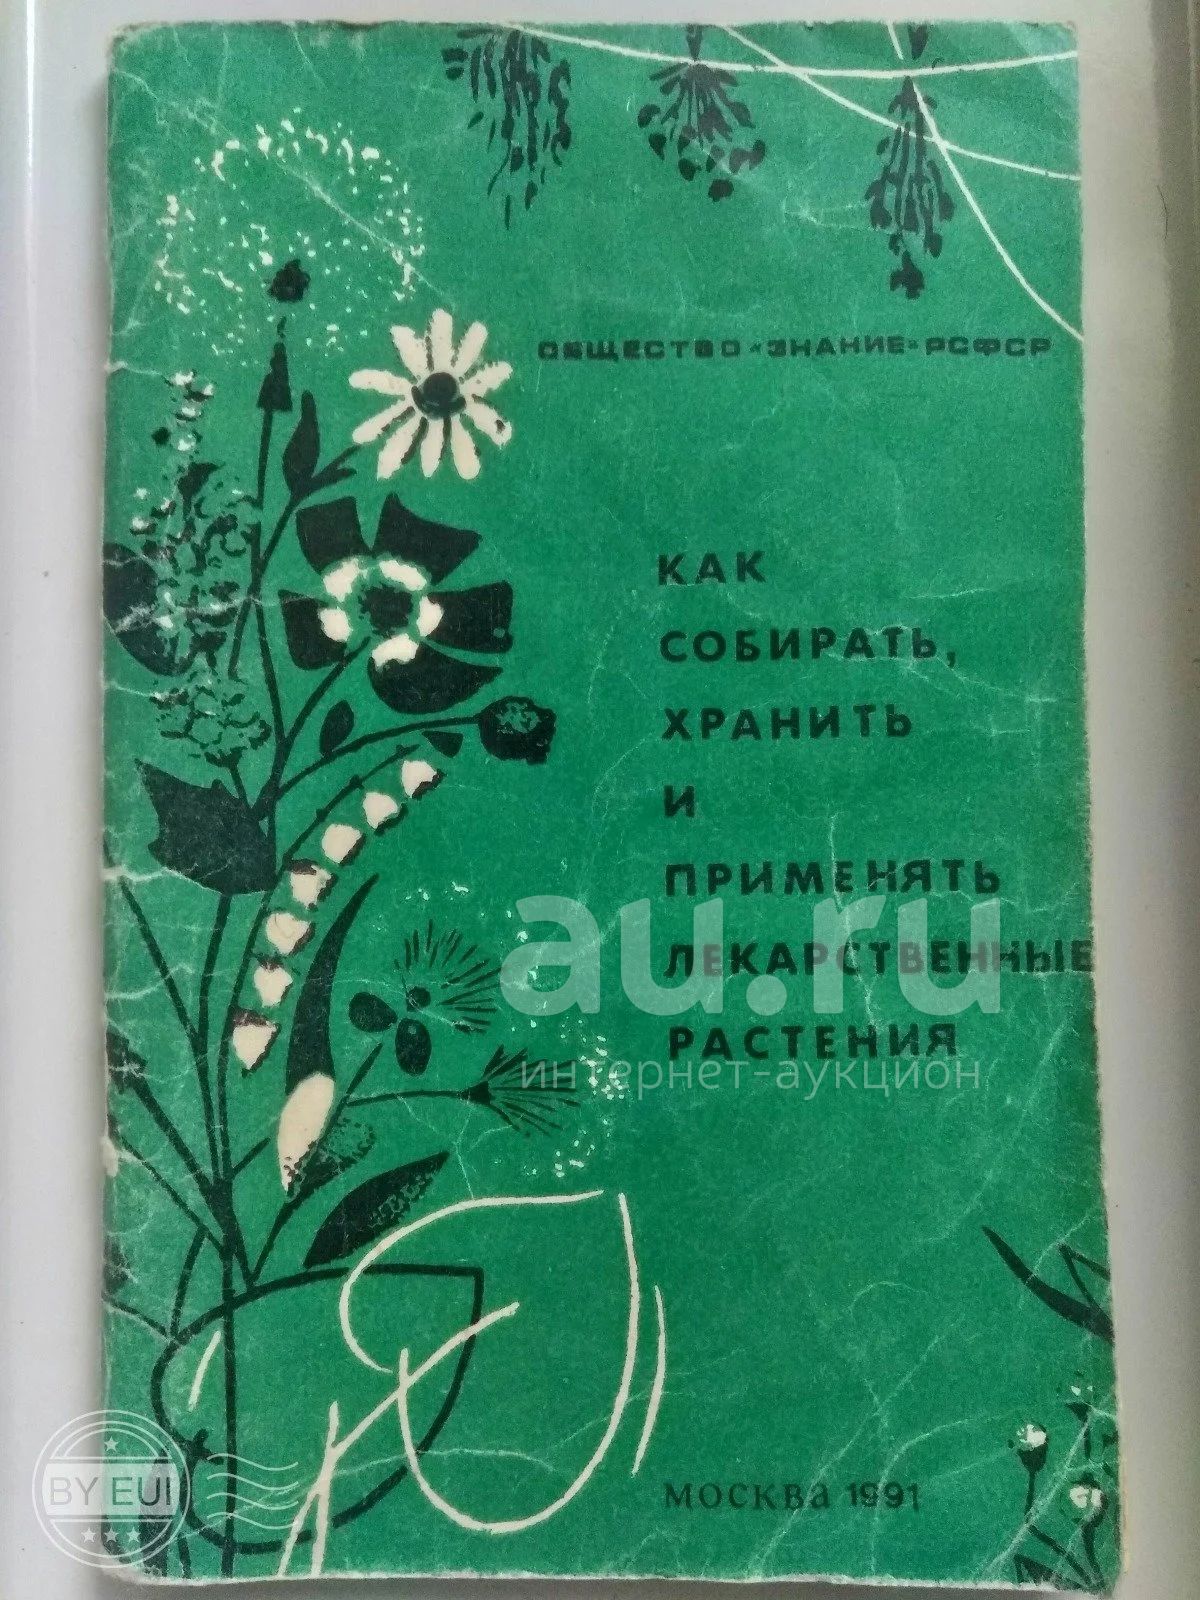 ОБЩЕСТВО «ЗНАНИЕ» РСФСР
КАК
СОБИРАТЬ,
ХРАНИТЬ
И
ПРИМЕНЯТЬ
ЛЕКАРСТВЕННЫЕ
РАСТЕНИЯ
au.ru
интернет-аукцион
МОСКВА 1991
BY EUI